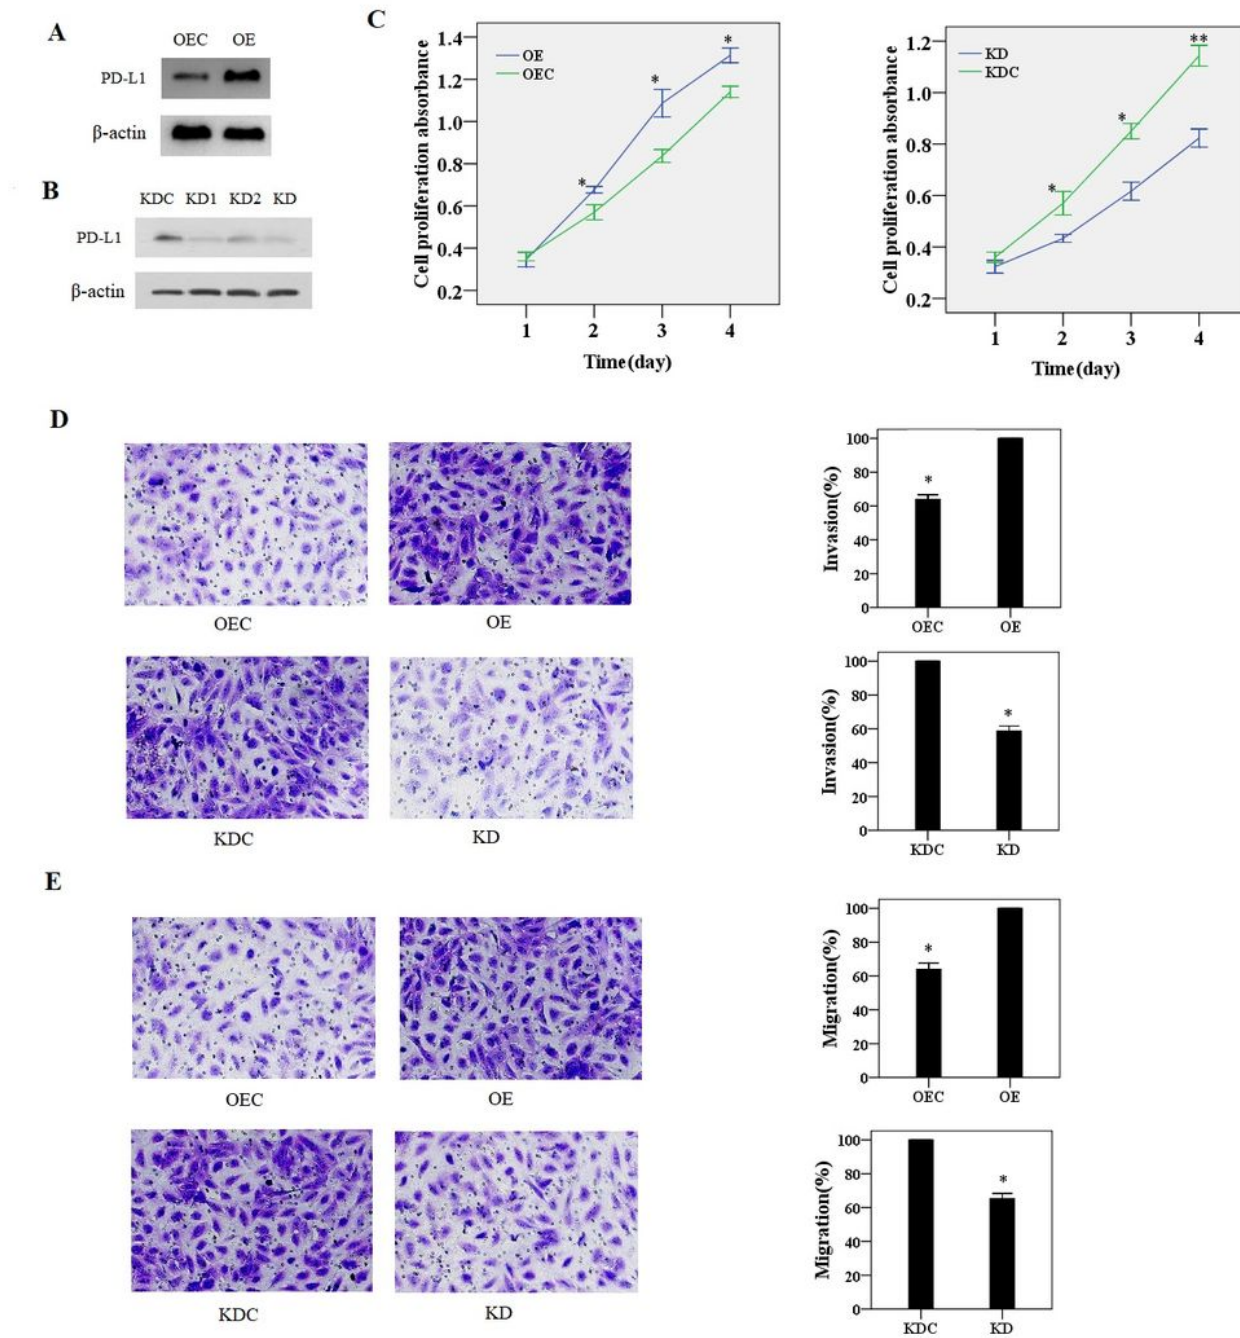 A
OEC OE
PD-L1
β-actin
B
KDC KD1 KD2 KD
PD-L1
β-actin
C
Cell proliferation absorbance
1.4
1.2
1.0
0.8
0.6
0.4
0.2
OE
OEC
*
*
*
1 2 3 4
Time(day)
Cell proliferation absorbance
1.2
1.0
0.8
0.6
0.4
0.2
KD
KDC
*
*
**
1 2 3 4
Time(day)
D
OEC OE
KDC KD
Invasion(%)
100
80
60
40
20
0
*
OEC OE
Invasion(%)
100
80
60
40
20
0
*
KDC KD
E
OEC OE
KDC KD
Migration(%)
100
80
60
40
20
0
*
OEC OE
Migration(%)
100
80
60
40
20
0
*
KDC KD